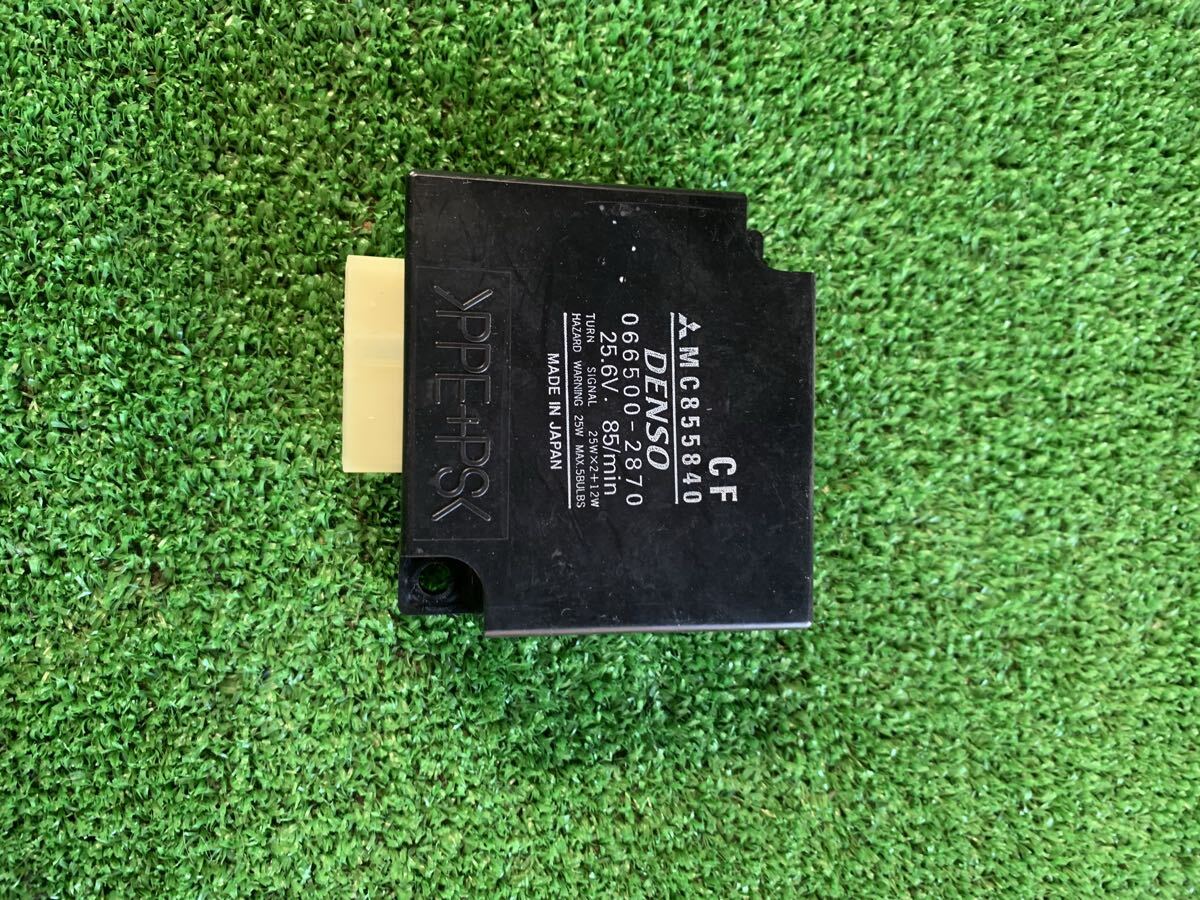 CF
MC855840
DENSO
066500-2870
25.6V. 85/min
TURN SIGNAL 25W×2+12W
HAZARD WARNING 25W MAX.5BULBS
MADE IN JAPAN
>PPE+PS<